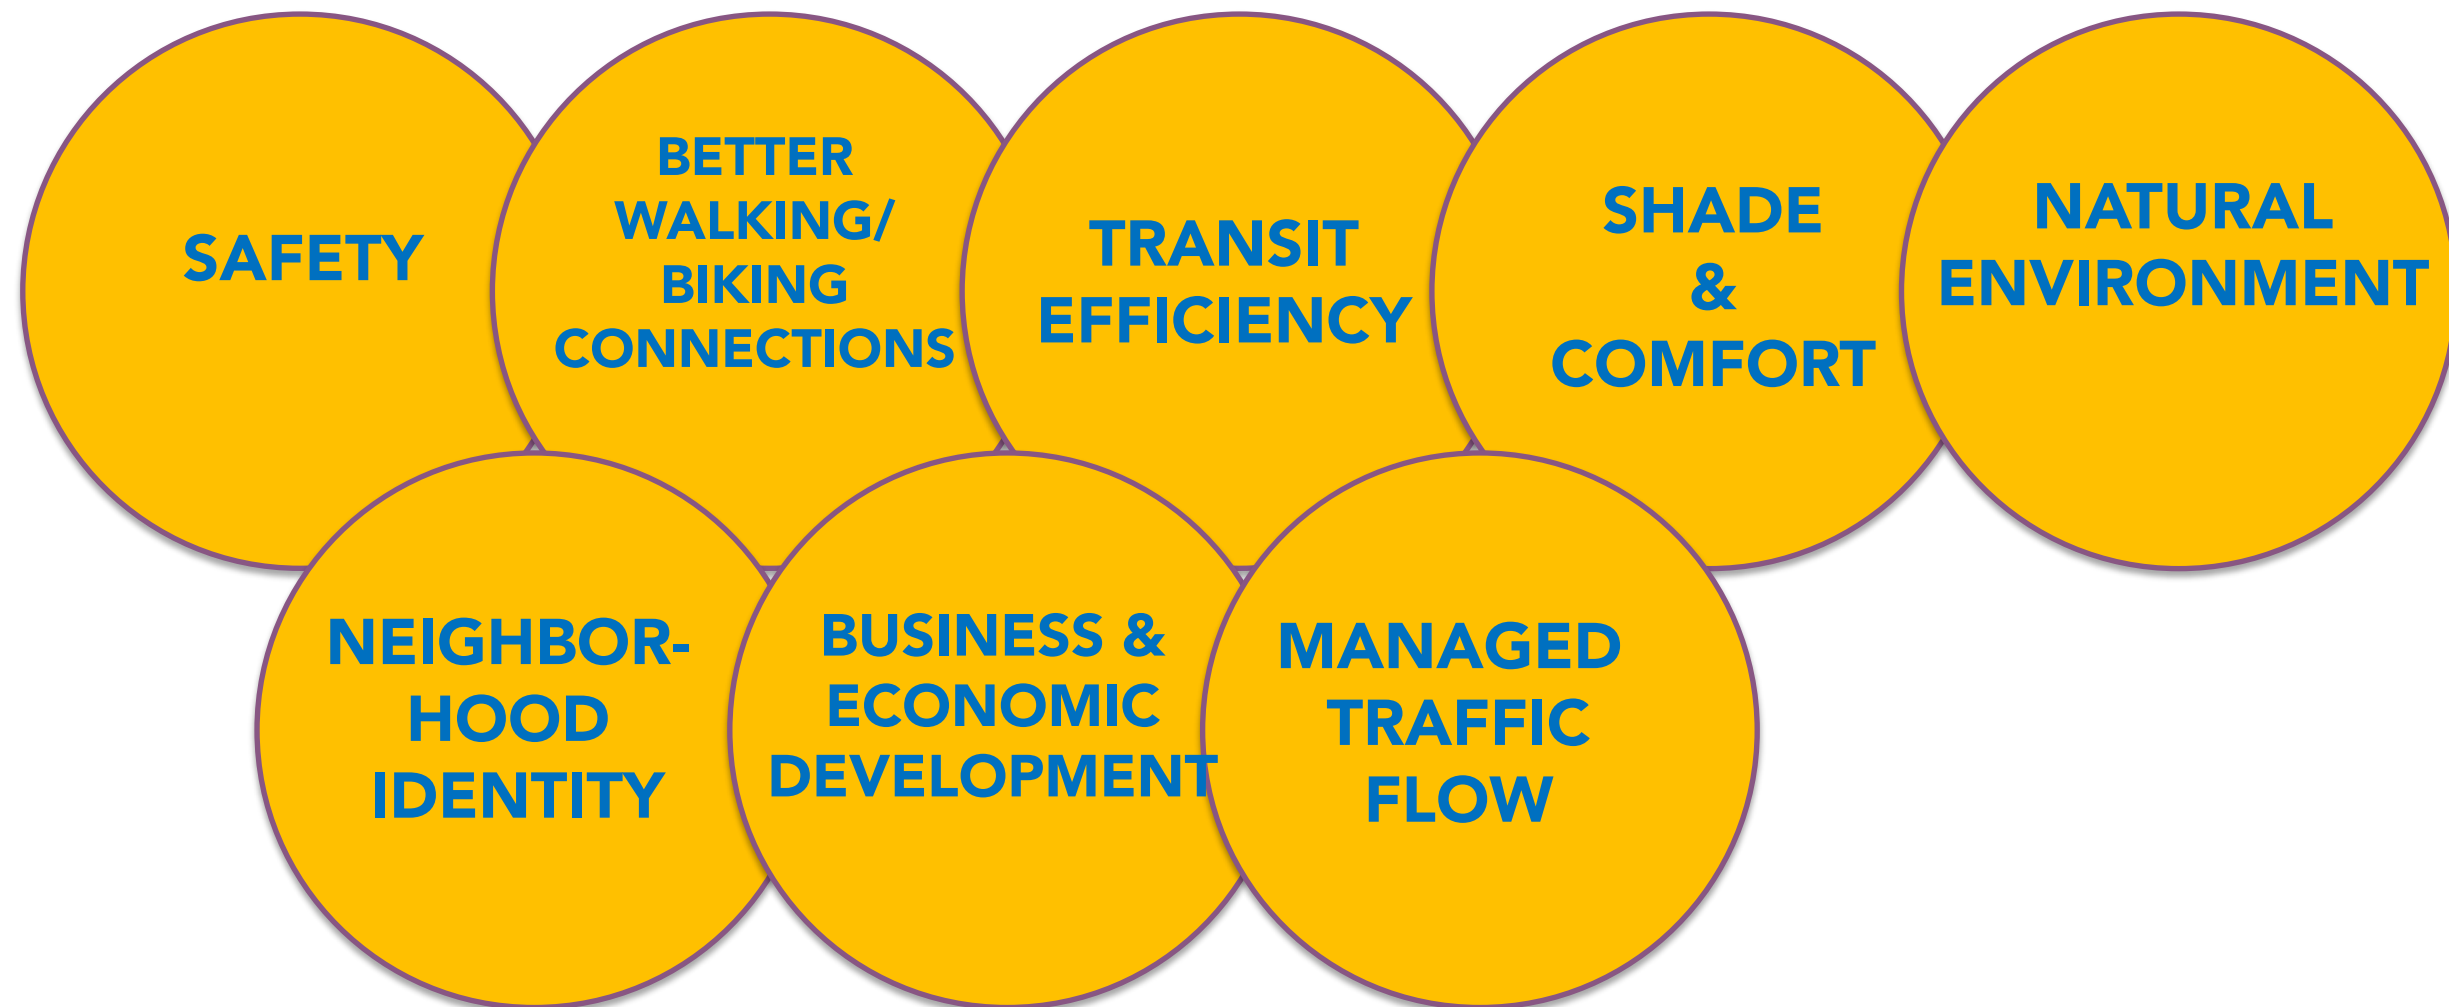 SAFETY
BETTER
WALKING/
BIKING
CONNECTIONS
TRANSIT
EFFICIENCY
SHADE
&
COMFORT
NATURAL
ENVIRONMENT
NEIGHBOR-
HOOD
IDENTITY
BUSINESS &
ECONOMIC
DEVELOPMENT
MANAGED
TRAFFIC
FLOW